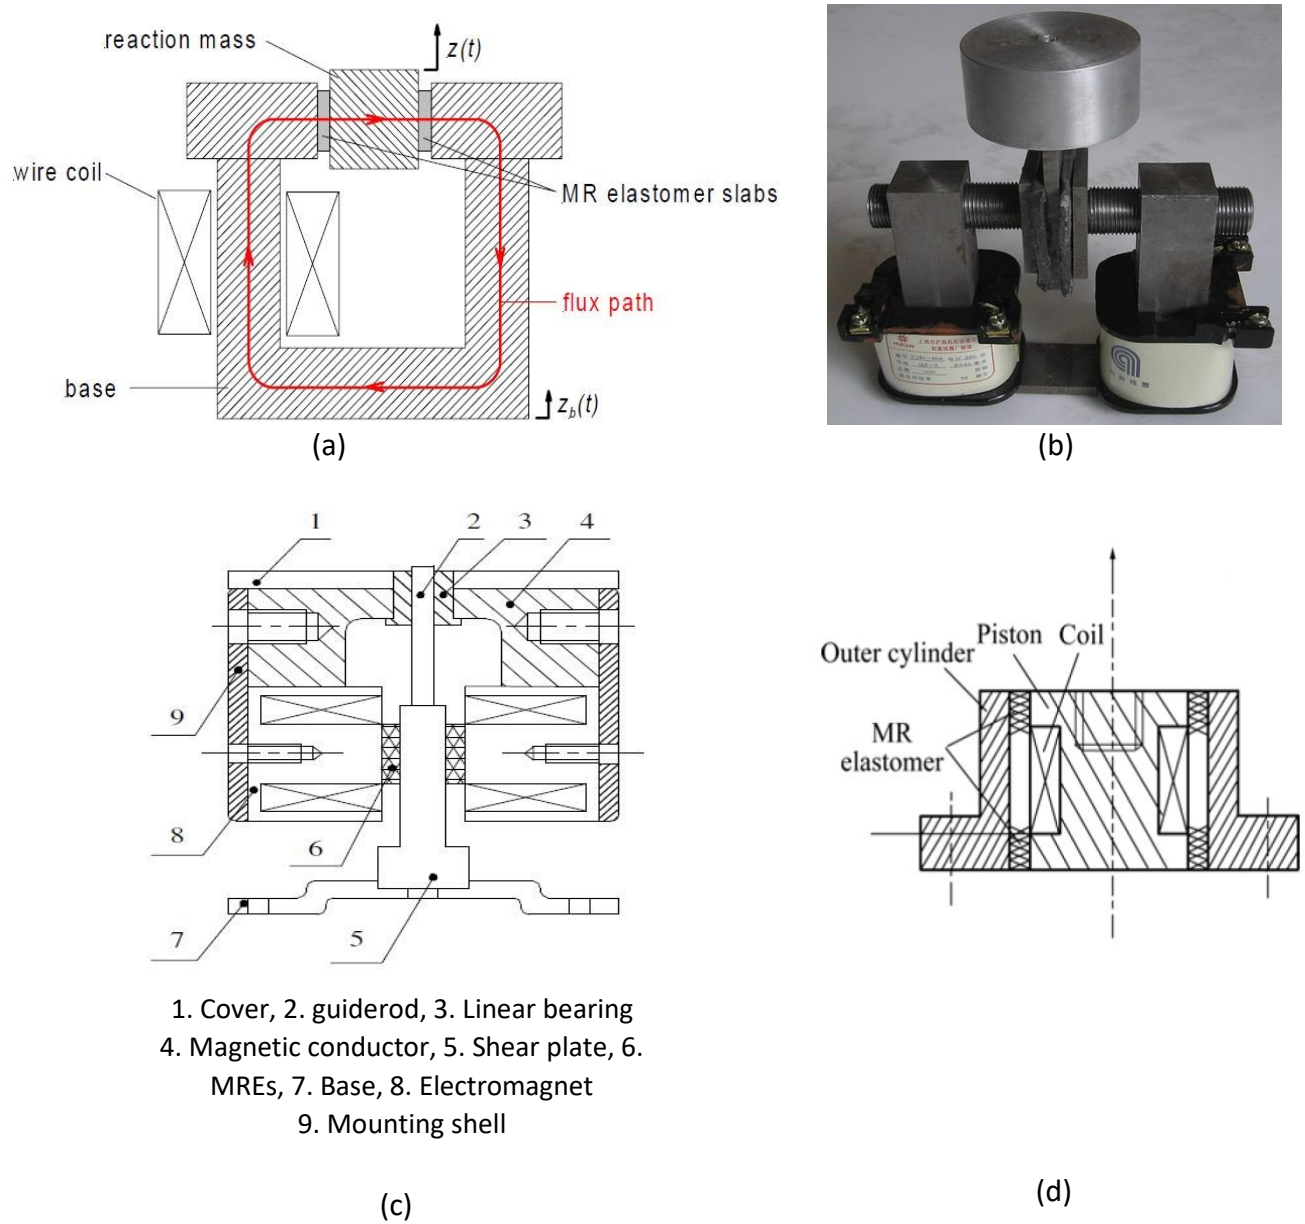 reaction mass
z(t)
wire coil
MR elastomer slabs
flux path
base
z_b(t)
(a)
(b)
1 2 3 4
9
8
6
7
5
1. Cover, 2. guiderod, 3. Linear bearing
4. Magnetic conductor, 5. Shear plate, 6.
MREs, 7. Base, 8. Electromagnet
9. Mounting shell
(c)
Piston Coil
Outer cylinder
MR
elastomer
(d)